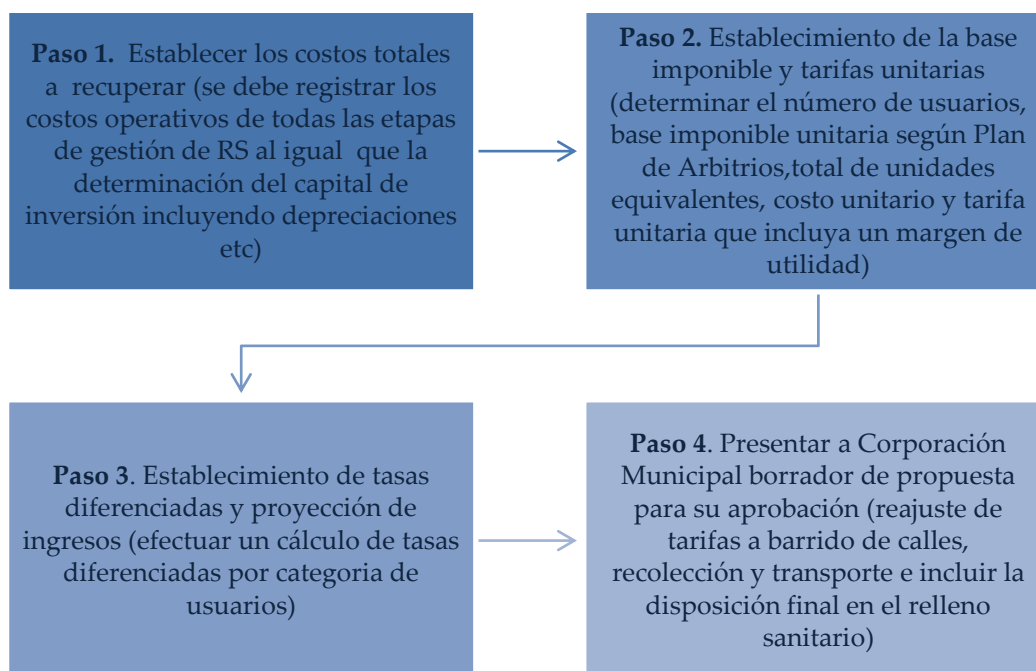 Paso 1.  Establecer los costos totales
a  recuperar (se debe registrar los
costos operativos de todas las etapas
de gestión de RS al igual  que la
determinación del capital de
inversión incluyendo depreciaciones
etc)
Paso 2. Establecimiento de la base
imponible y tarifas unitarias
(determinar el número de usuarios,
base imponible unitaria según Plan
de Arbitrios,total de unidades
equivalentes, costo unitario y tarifa
unitaria que incluya un margen de
utilidad)
Paso 3. Establecimiento de tasas
diferenciadas y proyección de
ingresos (efectuar un cálculo de tasas
diferenciadas por categoria de
usuarios)
Paso 4. Presentar a Corporación
Municipal borrador de propuesta
para su aprobación (reajuste de
tarifas a barrido de calles,
recolección y transporte e incluir la
disposición final en el relleno
sanitario)